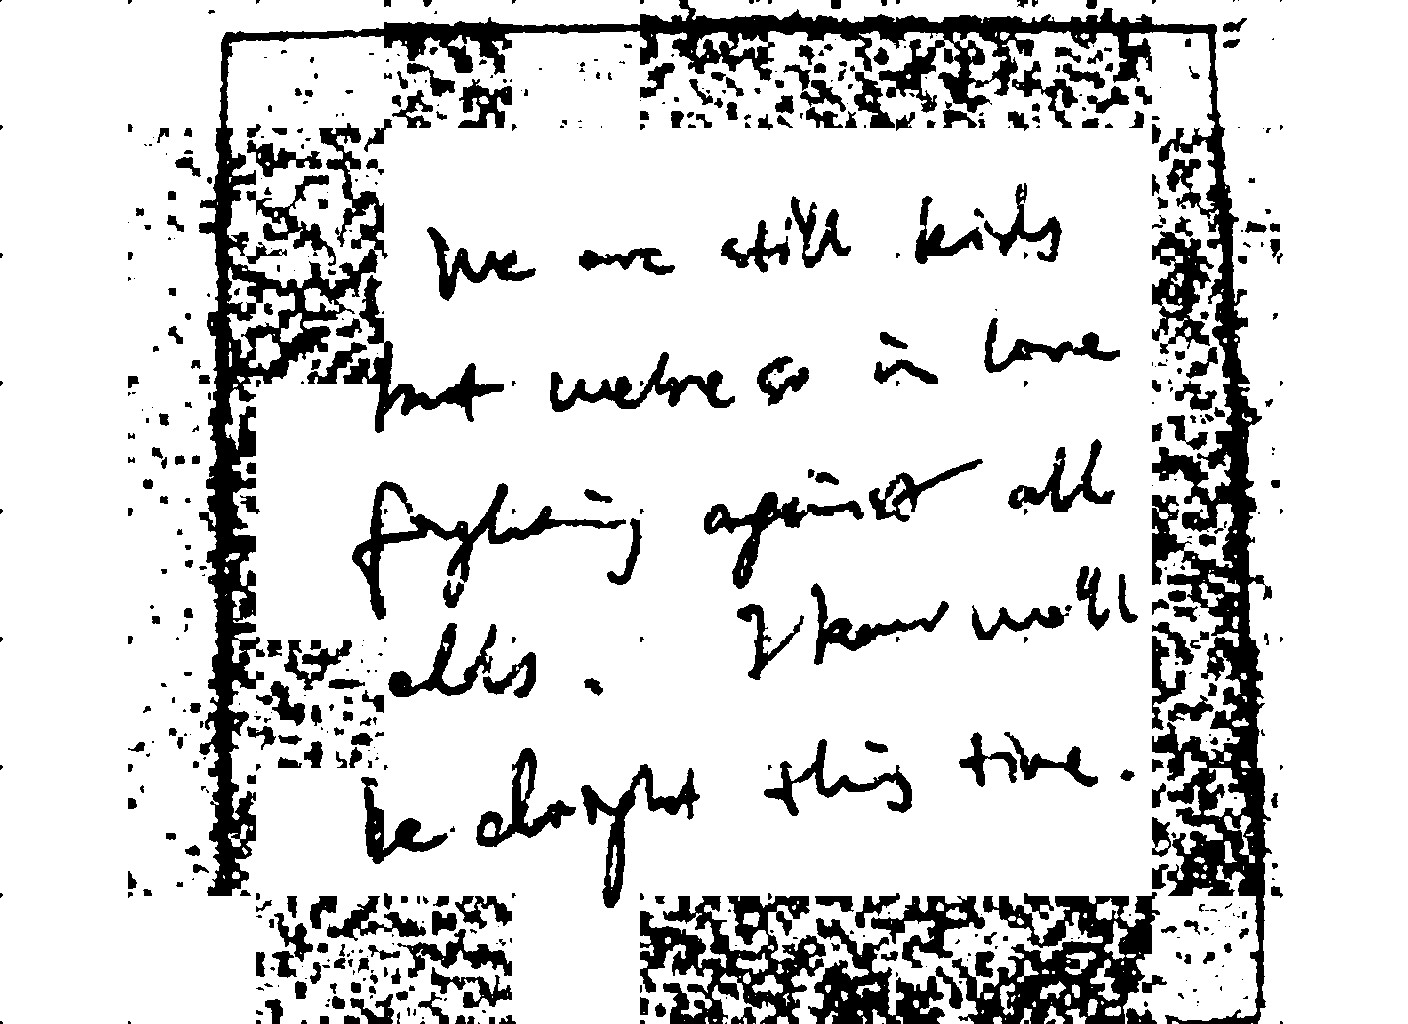 We are still kids
but we're so in love
fighting against all
odds. I know we'll
be alright this time.